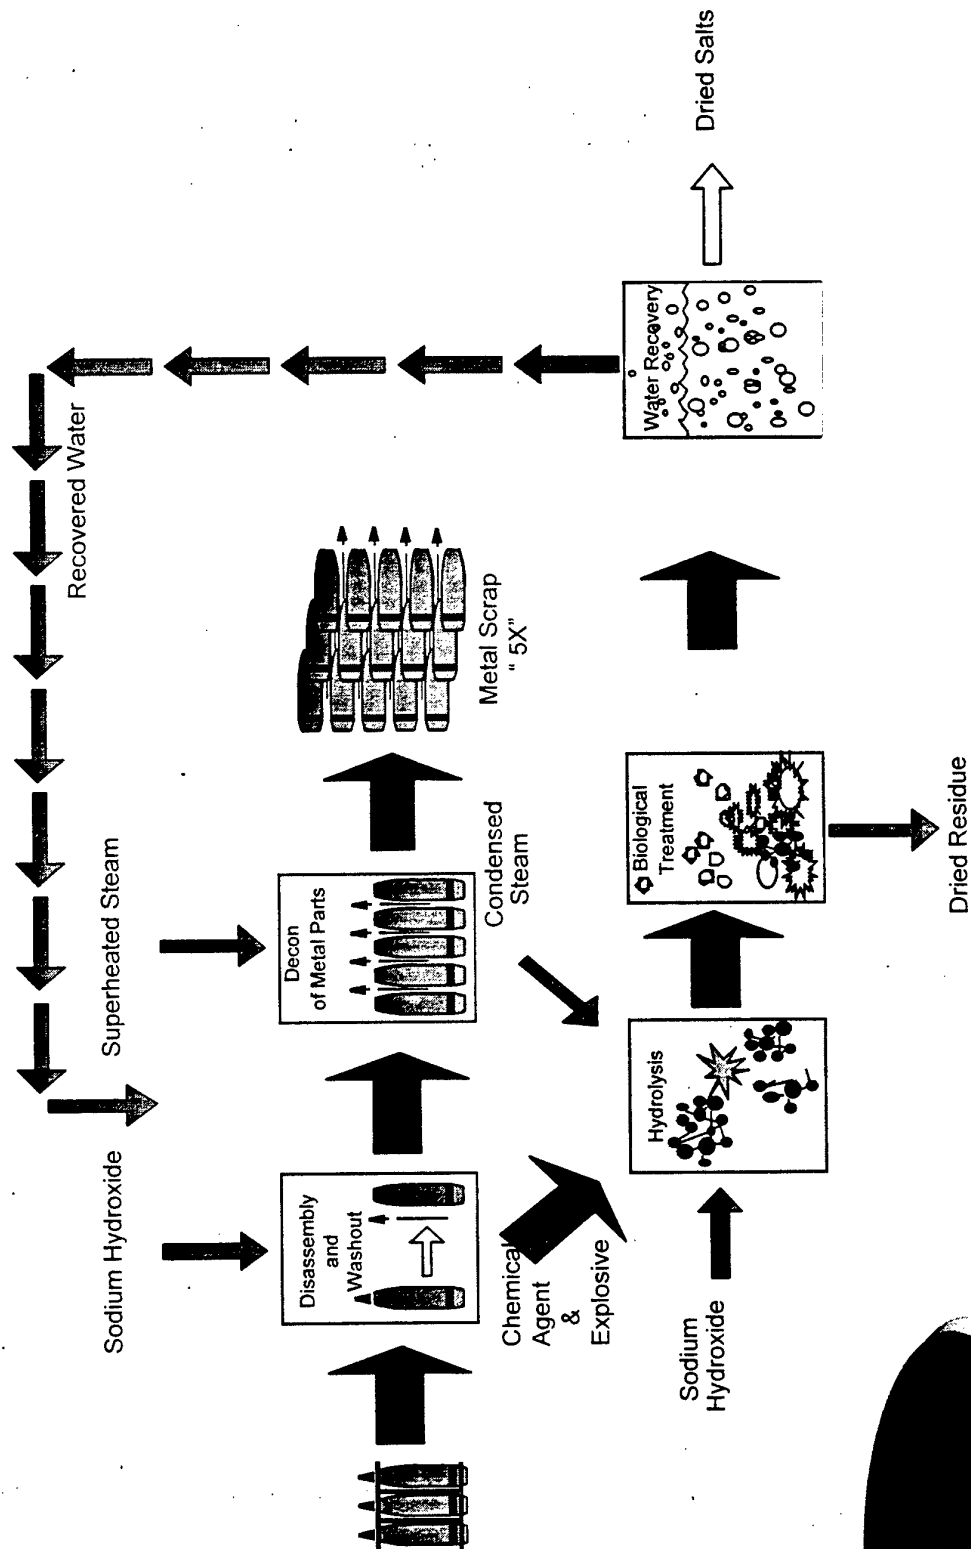 Recovered Water
Sodium Hydroxide
Superheated Steam
Disassembly
and
Washout
Decon
of Metal Parts
Metal Scrap
" 5X"
Chemical
Agent
&
Explosive
Condensed
Steam
Sodium
Hydroxide
Hydrolysis
Biological
Treatment
Water Recovery
Dried Salts
Dried Residue